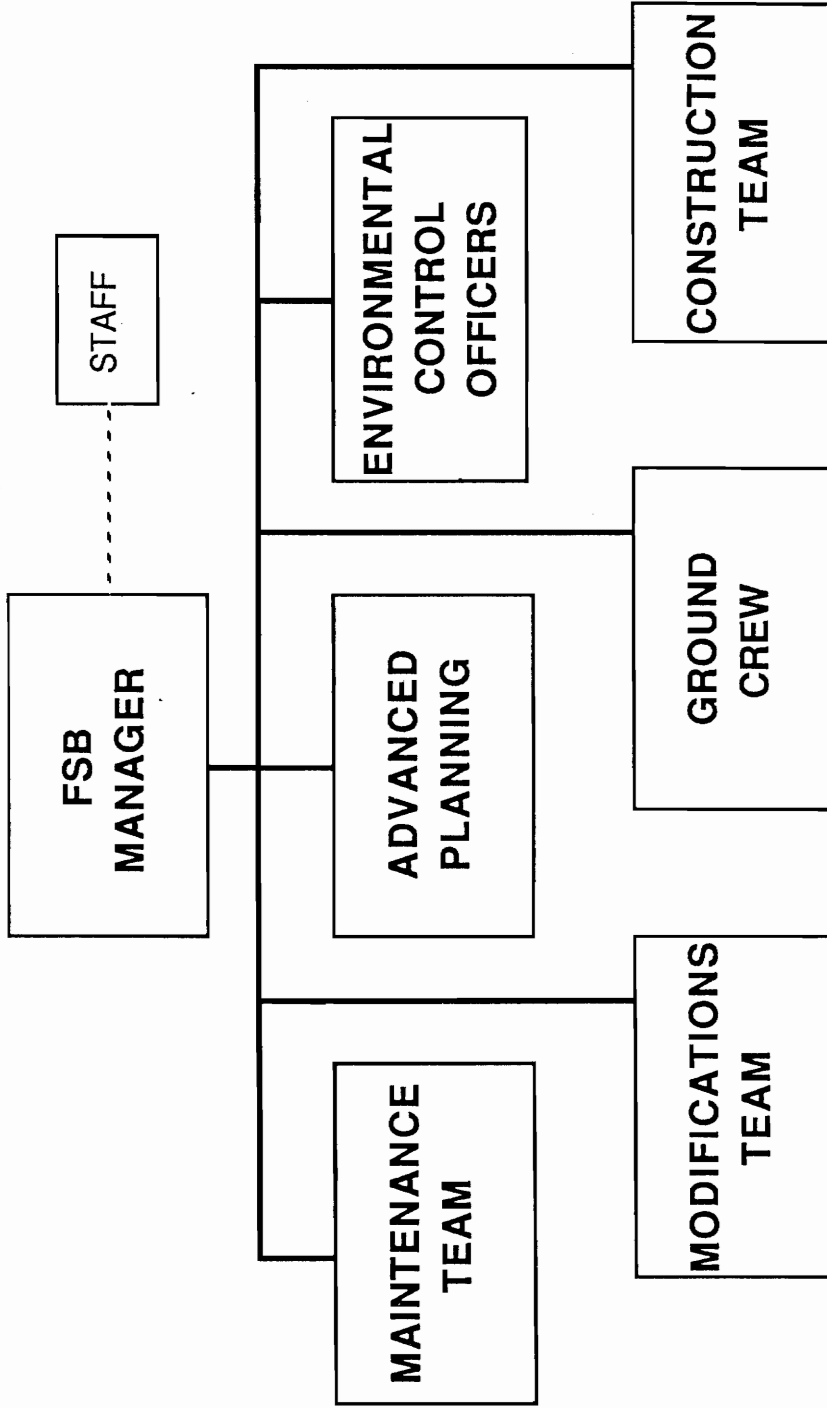 FSB
MANAGER
STAFF
MAINTENANCE
TEAM
ADVANCED
PLANNING
ENVIRONMENTAL
CONTROL
OFFICERS
MODIFICATIONS
TEAM
GROUND
CREW
CONSTRUCTION
TEAM